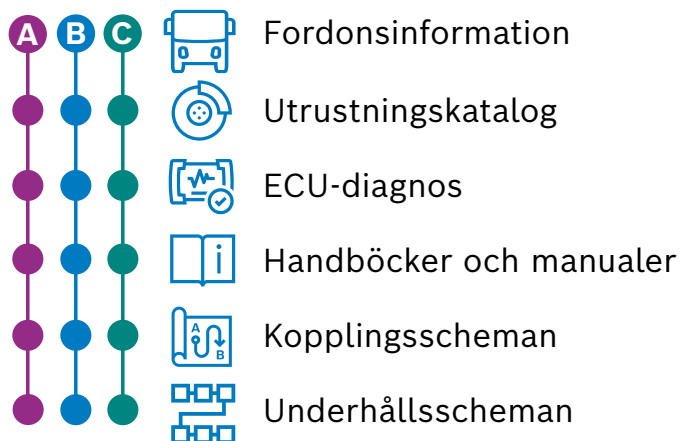 A B C Fordonsinformation
Utrustningskatalog
ECU-diagnos
i Handböcker och manualer
A B Kopplingsscheman
Underhållsscheman